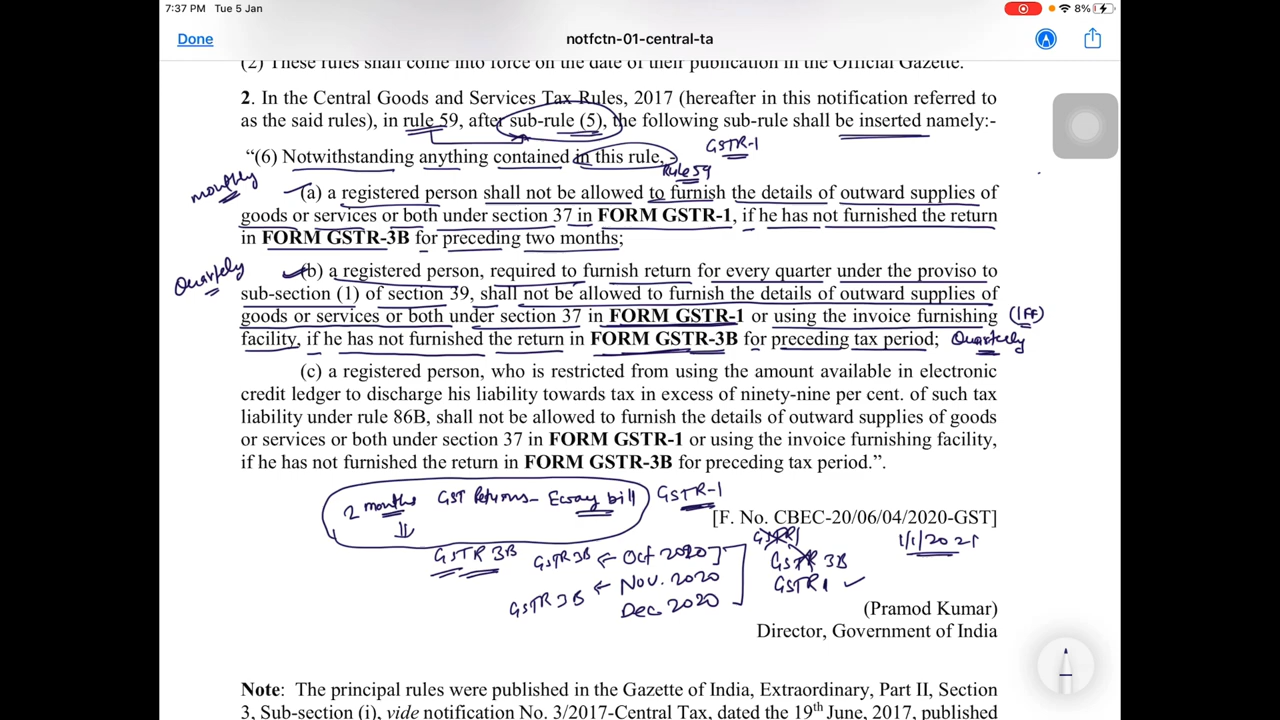 7:37 PM Tue 5 Jan 8%
Done notfctn-01-central-ta
(2) These rules shall come into force on the date of their publication in the Official Gazette.
2. In the Central Goods and Services Tax Rules, 2017 (hereafter in this notification referred to
as the said rules), in rule 59, after sub-rule (5), the following sub-rule shall be inserted namely:-
GSTR-1
“(6) Notwithstanding anything contained in this rule, -
Rule 59
monthly
(a) a registered person shall not be allowed to furnish the details of outward supplies of
goods or services or both under section 37 in FORM GSTR-1, if he has not furnished the return
in FORM GSTR-3B for preceding two months;
Quartely
(b) a registered person, required to furnish return for every quarter under the proviso to
sub-section (1) of section 39, shall not be allowed to furnish the details of outward supplies of
goods or services or both under section 37 in FORM GSTR-1 or using the invoice furnishing (IFF)
facility, if he has not furnished the return in FORM GSTR-3B for preceding tax period; Quartely
(c) a registered person, who is restricted from using the amount available in electronic
credit ledger to discharge his liability towards tax in excess of ninety-nine per cent. of such tax
liability under rule 86B, shall not be allowed to furnish the details of outward supplies of goods
or services or both under section 37 in FORM GSTR-1 or using the invoice furnishing facility,
if he has not furnished the return in FORM GSTR-3B for preceding tax period.”.
2 months GST Returns - Eway bill GSTR-1
[F. No. CBEC-20/06/04/2020-GST]
GSTR1 1/1/2021
GSTR 3B GSTR3B ← Oct 2020 GSTR 3B
GSTR 3B ← Nov. 2020 GSTR1
Dec 2020
(Pramod Kumar)
Director, Government of India
Note: The principal rules were published in the Gazette of India, Extraordinary, Part II, Section
3, Sub-section (i), vide notification No. 3/2017-Central Tax, dated the 19th June, 2017, published